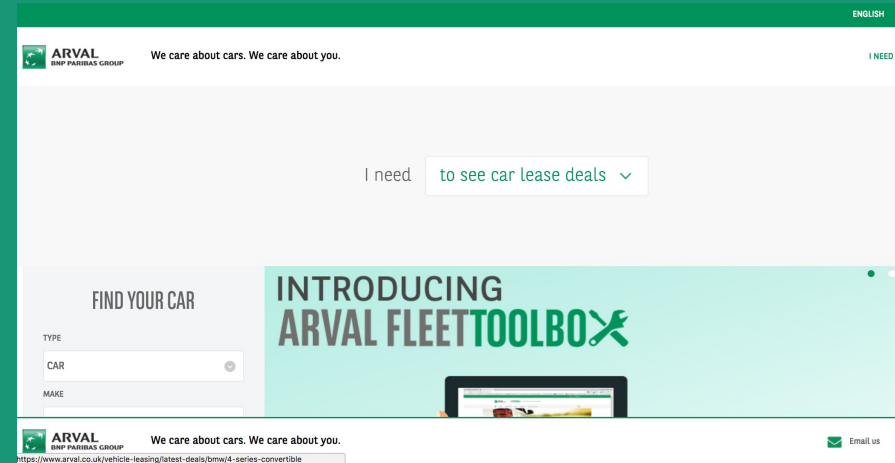 ENGLISH
ARVAL
BNP PARIBAS GROUP
We care about cars. We care about you.
I NEED
I need to see car lease deals
FIND YOUR CAR
TYPE
CAR
MAKE
INTRODUCING
ARVAL FLEETTOOLBOX
ARVAL
BNP PARIBAS GROUP
We care about cars. We care about you.
Email us
https://www.arval.co.uk/vehicle-leasing/latest-deals/bmw/4-series-convertible